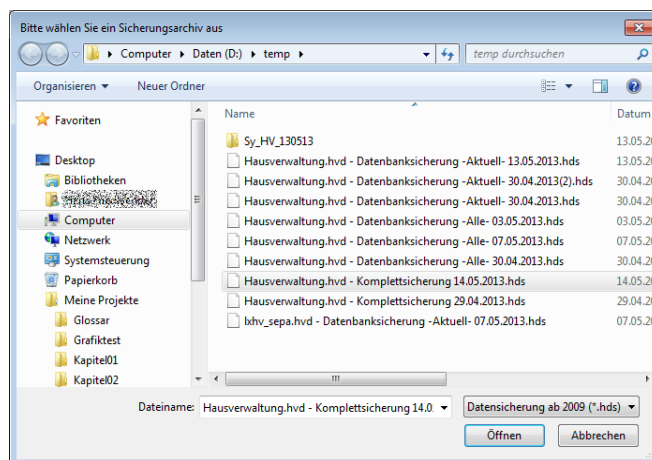 Bitte wählen Sie ein Sicherungsarchiv aus
Computer Daten (D:) temp
temp durchsuchen
Organisieren Neuer Ordner
Name Datum
Favoriten
Desktop
Bibliotheken
Computer
Netzwerk
Systemsteuerung
Papierkorb
Meine Projekte
Glossar
Grafiktest
Kapitel01
Kapitel02
Sy_HV_130513 13.05.20
Hausverwaltung.hvd - Datenbanksicherung -Aktuell- 13.05.2013.hds 13.05.20
Hausverwaltung.hvd - Datenbanksicherung -Aktuell- 30.04.2013(2).hds 30.04.20
Hausverwaltung.hvd - Datenbanksicherung -Aktuell- 30.04.2013.hds 30.04.20
Hausverwaltung.hvd - Datenbanksicherung -Alle- 03.05.2013.hds 03.05.20
Hausverwaltung.hvd - Datenbanksicherung -Alle- 07.05.2013.hds 07.05.20
Hausverwaltung.hvd - Datenbanksicherung -Alle- 30.04.2013.hds 30.04.20
Hausverwaltung.hvd - Komplettsicherung 14.05.2013.hds 14.05.20
Hausverwaltung.hvd - Komplettsicherung 29.04.2013.hds 29.04.20
lxhv_sepa.hvd - Datenbanksicherung -Aktuell- 07.05.2013.hds 07.05.20
Dateiname: Hausverwaltung.hvd - Komplettsicherung 14.0. Datensicherung ab 2009 (*.hds)
Öffnen Abbrechen